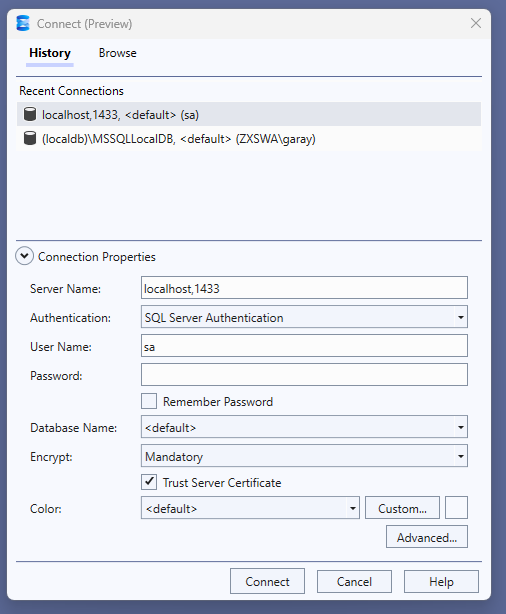 Connect (Preview)
History Browse
Recent Connections
localhost,1433, <default> (sa)
(localdb)\MSSQLLocalDB, <default> (ZXSWA\garay)
Connection Properties
Server Name: localhost,1433
Authentication: SQL Server Authentication
User Name: sa
Password:
Remember Password
Database Name: <default>
Encrypt: Mandatory
Trust Server Certificate
Color: <default> Custom...
Advanced...
Connect Cancel Help